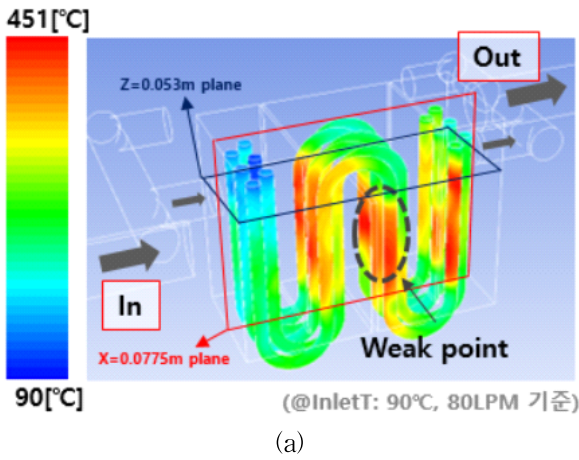 451[℃]
Out
Z=0.053m plane
In
Weak point
X=0.0775m plane
90[℃]
(@InletT: 90℃, 80LPM 기준)
(a)